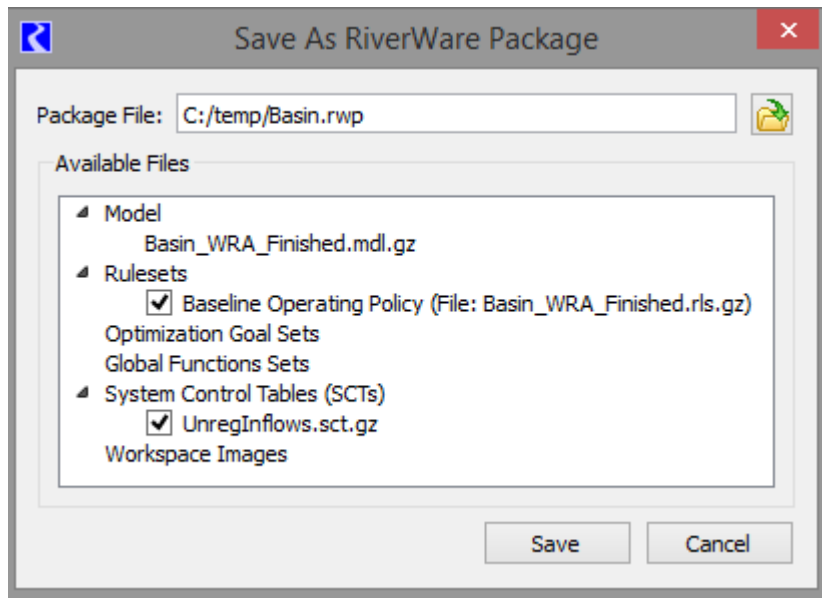 Save As RiverWare Package
Package File: C:/temp/Basin.rwp
Available Files
Model
Basin_WRA_Finished.mdl.gz
Rulesets
Baseline Operating Policy (File: Basin_WRA_Finished.rls.gz)
Optimization Goal Sets
Global Functions Sets
System Control Tables (SCTs)
UnregInflows.sct.gz
Workspace Images
Save Cancel